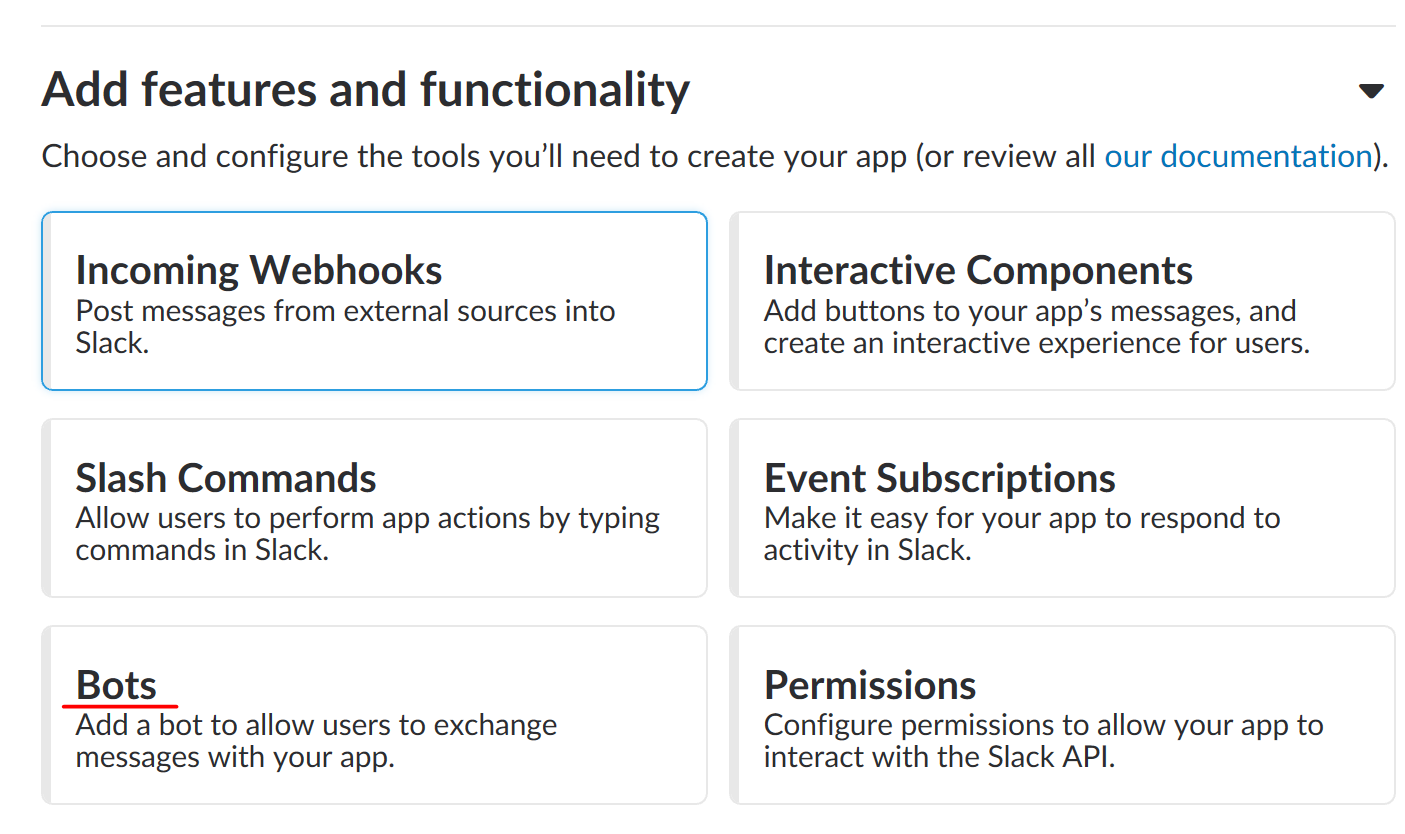 Add features and functionality
Choose and configure the tools you’ll need to create your app (or review all our documentation).
Incoming Webhooks
Post messages from external sources into
Slack.
Interactive Components
Add buttons to your app’s messages, and
create an interactive experience for users.
Slash Commands
Allow users to perform app actions by typing
commands in Slack.
Event Subscriptions
Make it easy for your app to respond to
activity in Slack.
Bots
Add a bot to allow users to exchange
messages with your app.
Permissions
Configure permissions to allow your app to
interact with the Slack API.